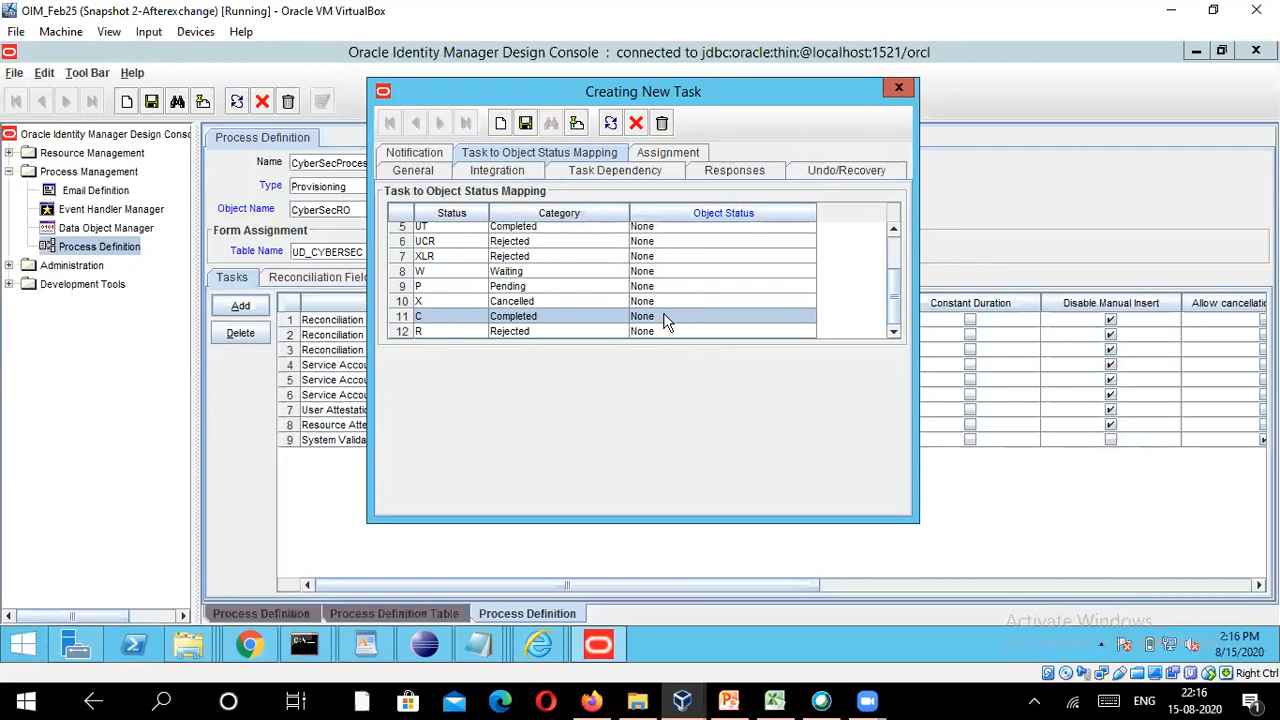 OIM_Feb25 (Snapshot 2-Afterexchange) [Running] - Oracle VM VirtualBox
File Machine View Input Devices Help
Oracle Identity Manager Design Console : connected to jdbc:oracle:thin:@localhost:1521/orcl
File Edit Tool Bar Help
Creating New Task
Oracle Identity Manager Design Conso
Resource Management
Process Management
Email Definition
Event Handler Manager
Data Object Manager
Process Definition
Administration
Development Tools
Process Definition
Name CyberSecProces
Type Provisioning
Object Name CyberSecRO
Form Assignment
Table Name UD_CYBERSEC
Tasks Reconciliation Field
Add
Delete
1 Reconciliation
2 Reconciliation
3 Reconciliation
4 Service Accou
5 Service Accou
6 Service Accou
7 User Attestatio
8 Resource Atte
9 System Valida
Notification Task to Object Status Mapping Assignment
General Integration Task Dependency Responses Undo/Recovery
Task to Object Status Mapping
Status Category Object Status
5 UT Completed None
6 UCR Rejected None
7 XLR Rejected None
8 W Waiting None
9 P Pending None
10 X Cancelled None
11 C Completed None
12 R Rejected None
Constant Duration Disable Manual Insert Allow cancellatio
Process Definition Process Definition Table Process Definition
Activate Windows
2:16 PM
8/15/2020
Right Ctrl
ENG
22:16
15-08-2020
1